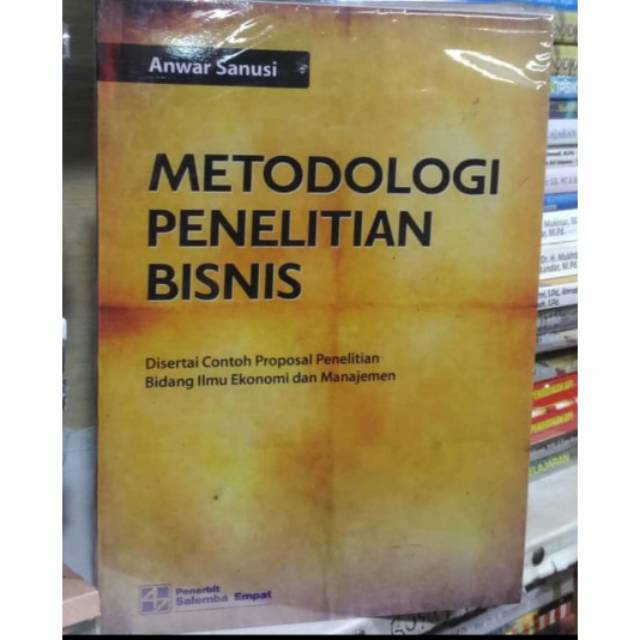 Anwar Sanusi
METODOLOGI
PENELITIAN
BISNIS
Disertai Contoh Proposal Penelitian
Bidang Ilmu Ekonomi dan Manajemen
Penerbit
Salemba Empat